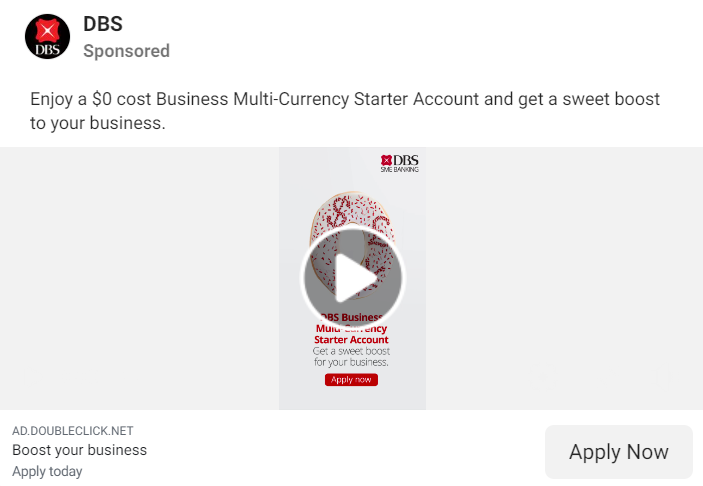 DBS
Sponsored
DBS
Enjoy a $0 cost Business Multi-Currency Starter Account and get a sweet boost
to your business.
DBS
SME BANKING
$
DBS Business
Multi-Currency
Starter Account
Get a sweet boost
for your business.
Apply now
AD.DOUBLECLICK.NET
Boost your business
Apply today
Apply Now